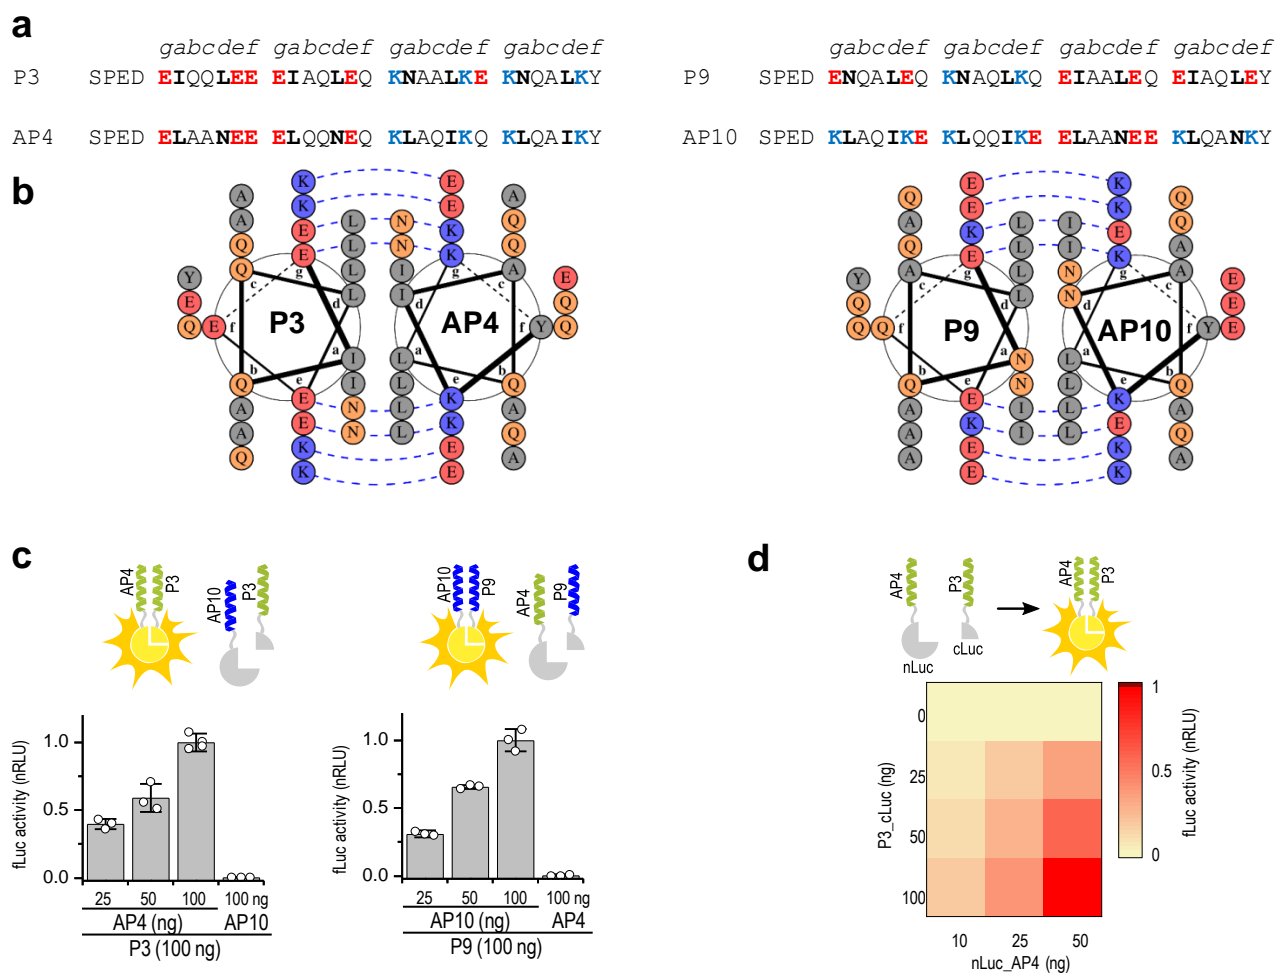 a
gabcdef gabcdef gabcdef gabcdef
P3 SPED EIQQLEE EIAQLEQ KNAALKE KNQALKY
AP4 SPED ELAANEE ELQQNEQ KLAQIKQ KLQAIKY
gabcdef gabcdef gabcdef gabcdef
P9 SPED ENQALEQ KNAQLKQ EIAALEQ EIAQLEY
AP10 SPED KLAQIKE KLQQIKE ELAANEE KLQANKY
b
A A Q Q
K K E E
L L L L
N N I I
E E K K
A Q Q A
Y E Q E
g c d f a b e
P3
AP4
g c d f a b e
E Q Q Y
Q A A Q
E E K K
I I N N
L L L L
K K E E
Q A Q A
Q A Q A
E E K E
L L L L
I I N N
K K E K
Q Q A A
Y Q Q Q
g c d f a b e
P9
AP10
g c d f a b e
E E E Y
Q A A A
E K E E
N N I I
L L L L
K E K K
Q A Q A
c
AP4
P3
AP10
P3
fLuc activity (nRLU)
1.0
0.5
0.0
25 50 100 100 ng
AP4 (ng) AP10
P3 (100 ng)
AP10
P9
AP4
P9
fLuc activity (nRLU)
1.0
0.5
0.0
25 50 100 100 ng
AP10 (ng) AP4
P9 (100 ng)
d
AP4
P3
AP4
P3
nLuc
cLuc
P3_cLuc (ng)
0
25
50
100
10 25 50
nLuc_AP4 (ng)
1
0.5
0
fLuc activity (nRLU)